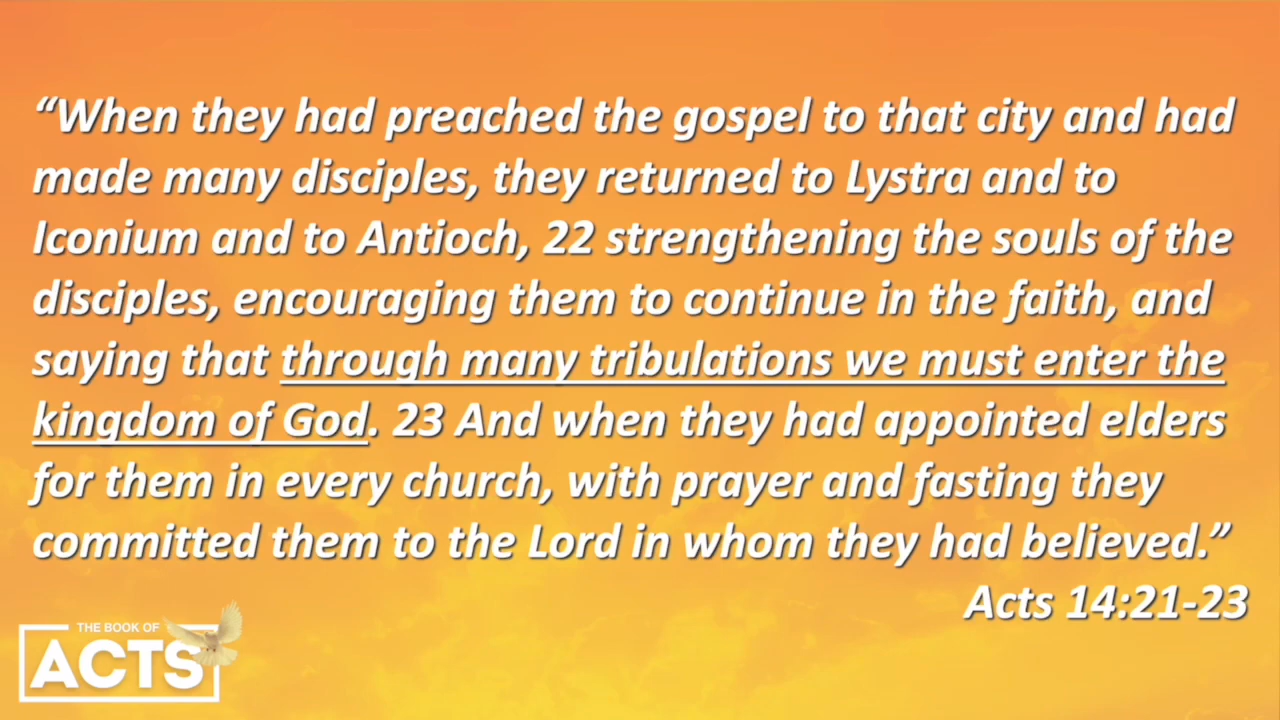 “When they had preached the gospel to that city and had
made many disciples, they returned to Lystra and to
Iconium and to Antioch, 22 strengthening the souls of the
disciples, encouraging them to continue in the faith, and
saying that through many tribulations we must enter the
kingdom of God. 23 And when they had appointed elders
for them in every church, with prayer and fasting they
committed them to the Lord in whom they had believed.”
Acts 14:21-23
THE BOOK OF
ACTS